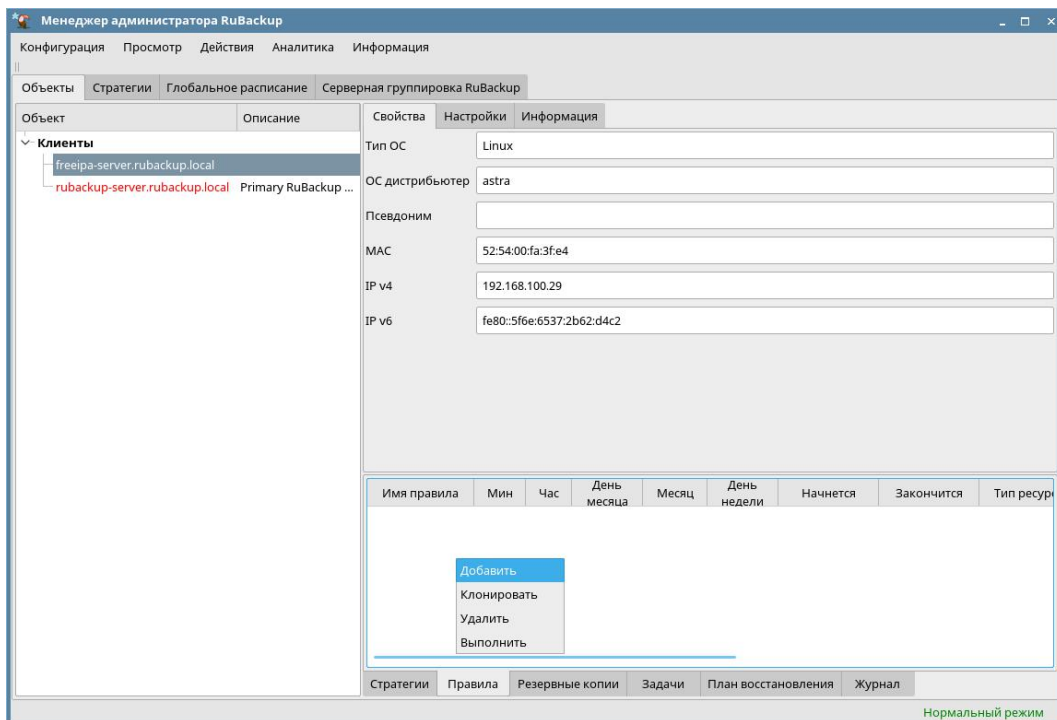 Менеджер администратора RuBackup
Конфигурация Просмотр Действия Аналитика Информация
Объекты Стратегии Глобальное расписание Серверная группировка RuBackup
Объект Описание
Клиенты
freeipa-server.rubackup.local
rubackup-server.rubackup.local Primary RuBackup ...
Свойства Настройки Информация
Тип ОС Linux
ОС дистрибьютер astra
Псевдоним
MAC 52:54:00:fa:3f:e4
IP v4 192.168.100.29
IP v6 fe80::5f6e:6537:2b62:d4c2
Имя правила Мин Час День месяца Месяц День недели Начнется Закончится Тип ресур
Добавить
Клонировать
Удалить
Выполнить
Стратегии Правила Резервные копии Задачи План восстановления Журнал
Нормальный режим